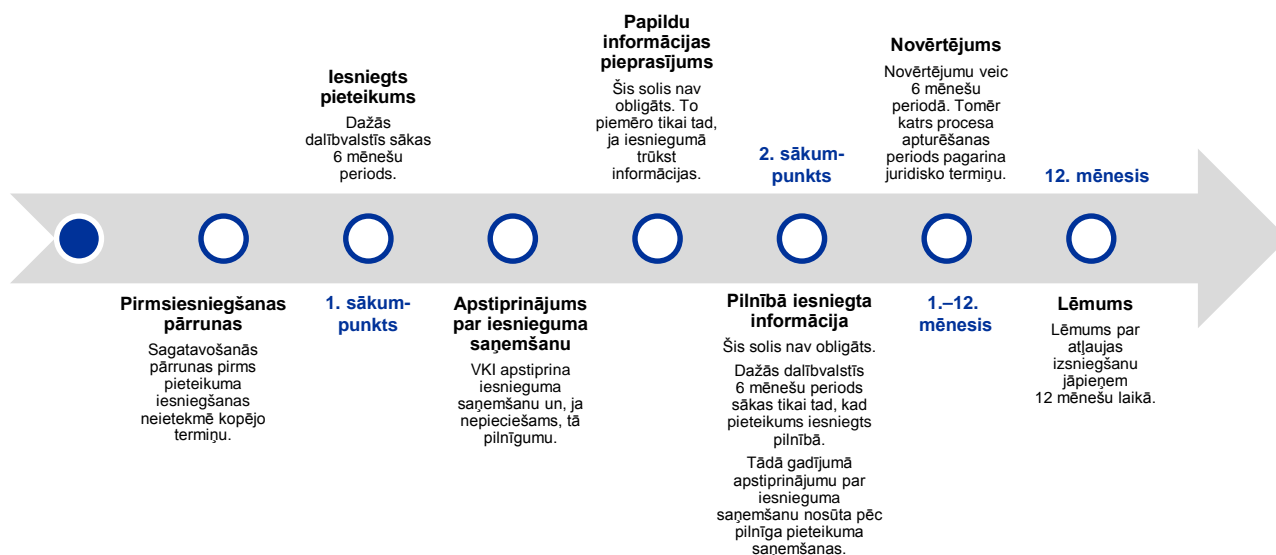 Pirmsiesniegšanas
pārrunas
Sagatavošanās
pārrunas pirms
pieteikuma
iesniegšanas
neietekmē kopējo
termiņu.
Iesniegts
pieteikums
Dažās
dalībvalstīs sākas
6 mēnešu
periods.
1. sākum-
punkts
Apstiprinājums
par iesnieguma
saņemšanu
VKI apstiprina
iesnieguma
saņemšanu un, ja
nepieciešams, tā
pilnīgumu.
Papildu
informācijas
pieprasījums
Šis solis nav
obligāts. To
piemēro tikai tad,
ja iesniegumā
trūkst
informācijas.
2. sākum-
punkts
Pilnībā iesniegta
informācija
Šis solis nav obligāts.
Dažās dalībvalstīs
6 mēnešu periods
sākas tikai tad, kad
pieteikums iesniegts
pilnībā.
Tādā gadījumā
apstiprinājumu par
iesnieguma
saņemšanu nosūta pēc
pilnīga pieteikuma
saņemšanas.
Novērtējums
Novērtējumu veic
6 mēnešu
periodā. Tomēr
katrs procesa
apturēšanas
periods pagarina
juridisko termiņu.
1.–12.
mēnesis
12. mēnesis
Lēmums
Lēmums par
atļaujas
izsniegšanu
jāpieņem
12 mēnešu laikā.